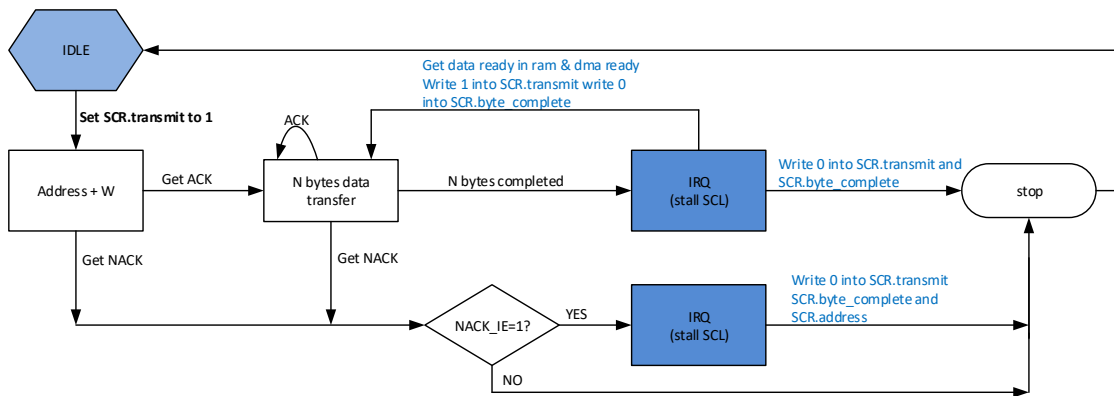 IDLE
Get data ready in ram & dma ready
Write 1 into SCR.transmit write 0
into SCR.byte_complete
Set SCR.transmit to 1
ACK
Address + W
Get ACK
N bytes data
transfer
N bytes completed
IRQ
(stall SCL)
Write 0 into SCR.transmit and
SCR.byte_complete
stop
Get NACK
Get NACK
Write 0 into SCR.transmit
SCR.byte_complete and
SCR.address
NACK_IE=1?
YES
IRQ
(stall SCL)
NO